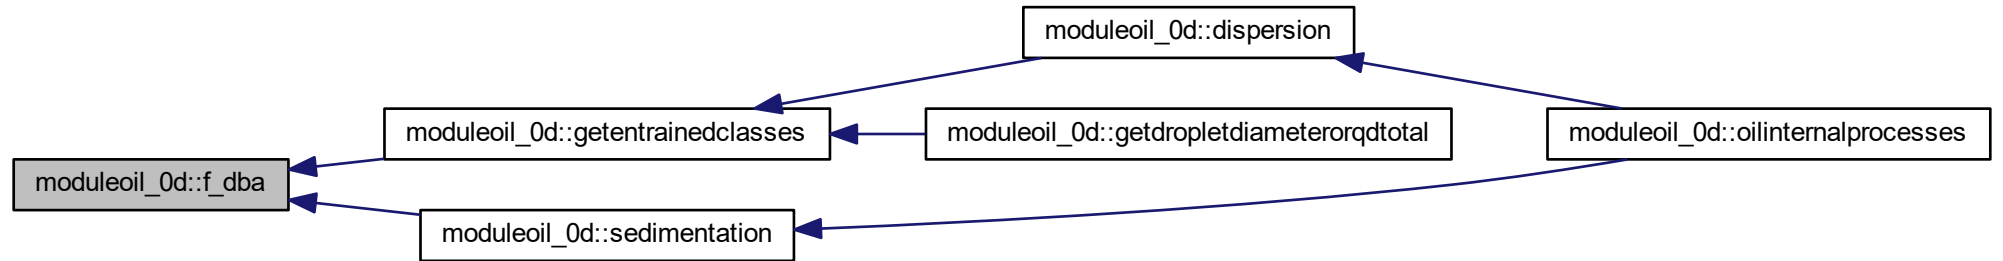 moduleoil_0d::dispersion
moduleoil_0d::getentrainedclasses
moduleoil_0d::getdropletdiameterorqdtotal
moduleoil_0d::oilinternalprocesses
moduleoil_0d::f_dba
moduleoil_0d::sedimentation